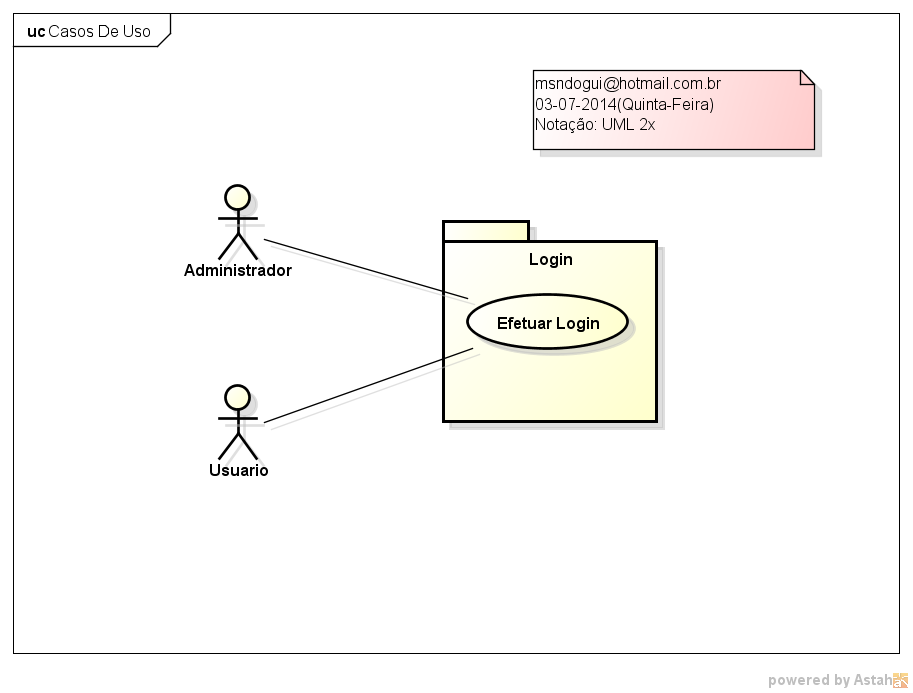 uc Casos De Uso
msndogui@hotmail.com.br
03-07-2014(Quinta-Feira)
Notação: UML 2x
Administrador
Login
Efetuar Login
Usuario
powered by Astah